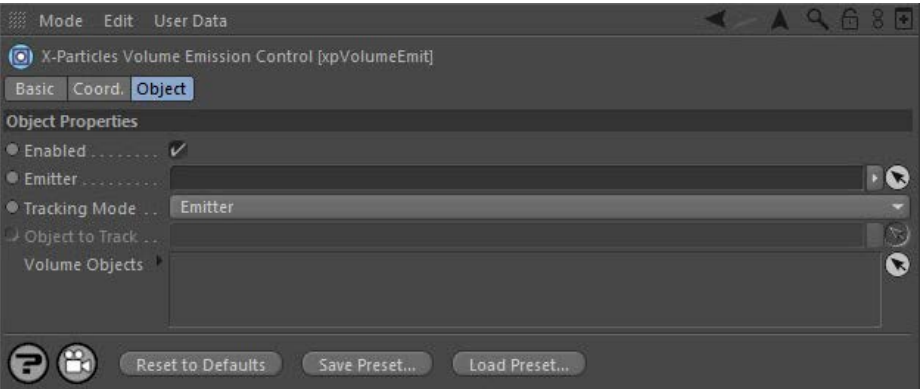 Mode Edit User Data
X-Particles Volume Emission Control [xpVolumeEmit]
Basic Coord. Object
Object Properties
Enabled . . . . . . . .
Emitter . . . . . . . . .
Tracking Mode . . Emitter
Object to Track . .
Volume Objects
Reset to Defaults Save Preset... Load Preset...